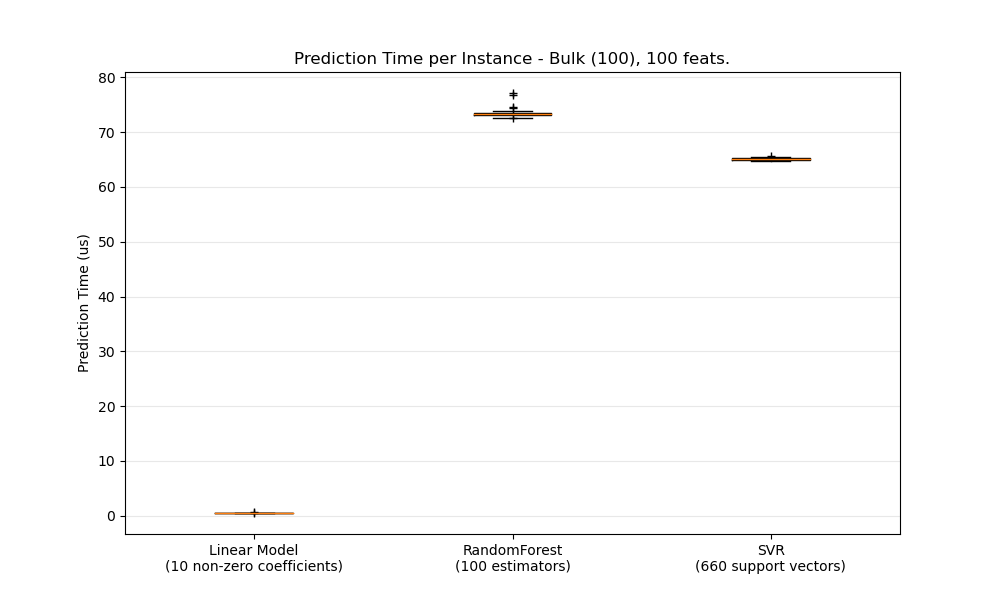 Prediction Time per Instance - Bulk (100), 100 feats.
80
70
60
50
40
30
20
10
0
Prediction Time (us)
Linear Model
(10 non-zero coefficients)
RandomForest
(100 estimators)
SVR
(660 support vectors)